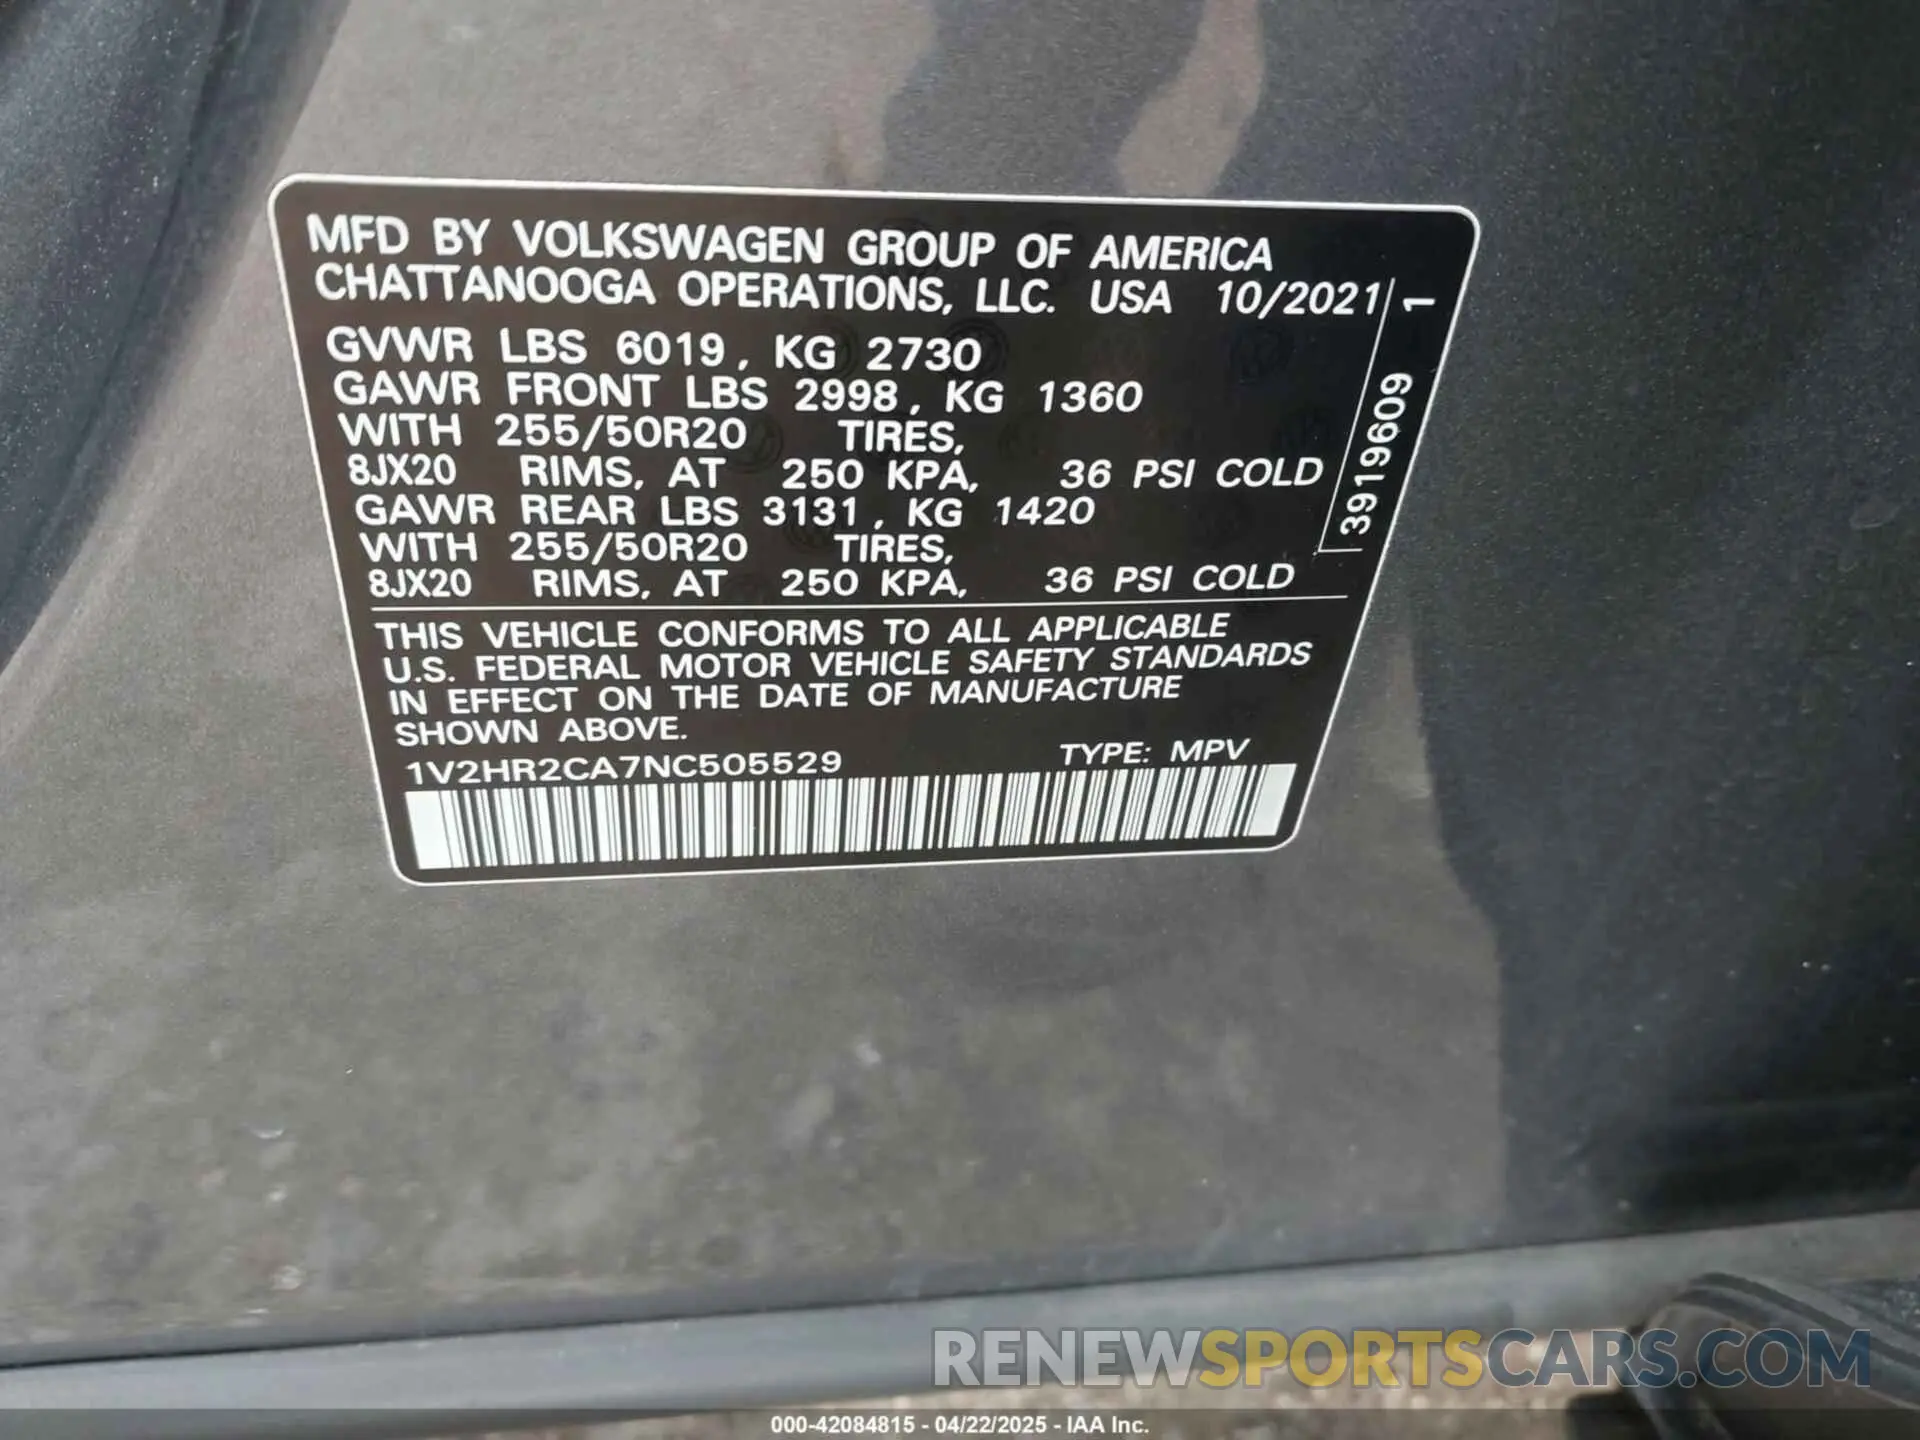 MFD BY VOLKSWAGEN GROUP OF AMERICA
CHATTANOOGA OPERATIONS, LLC. USA 10/2021
GVWR LBS 6019, KG 2730
GAWR FRONT LBS 2998, KG 1360
WITH 255/50R20 TIRES,
8JX20 RIMS, AT 250 KPA, 36 PSI COLD
GAWR REAR LBS 3131, KG 1420
WITH 255/50R20 TIRES,
8JX20 RIMS, AT 250 KPA, 36 PSI COLD
THIS VEHICLE CONFORMS TO ALL APPLICABLE
U.S. FEDERAL MOTOR VEHICLE SAFETY STANDARDS
IN EFFECT ON THE DATE OF MANUFACTURE
SHOWN ABOVE.
1V2HR2CA7NC505529 TYPE: MPV
3919609 1
RENEWSPORTSCARS.COM
000-42084815 - 04/22/2025 - IAA Inc.